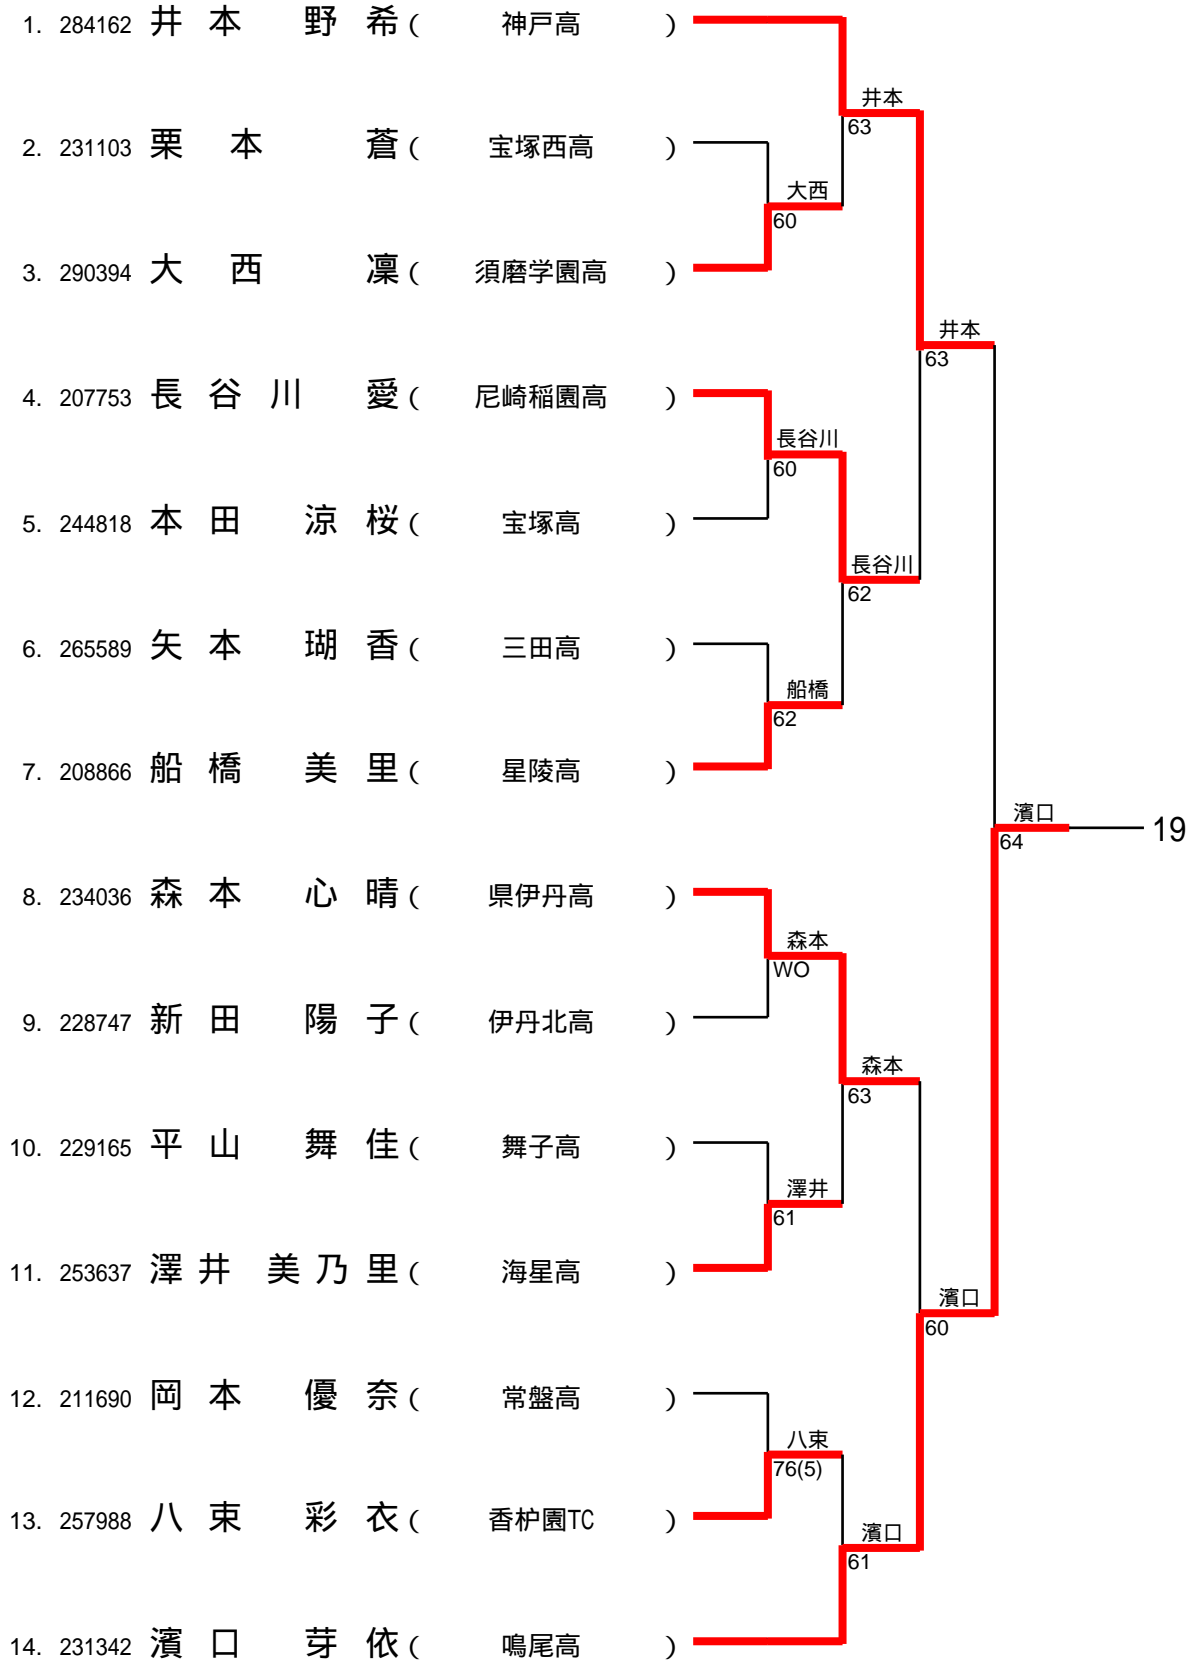 1. 284162 井本 野希 ( 神戸高 )
井本
63
2. 231103 栗本 蒼 ( 宝塚西高 )
大西
60
3. 290394 大西 凜 ( 須磨学園高 )
井本
63
4. 207753 長谷川 愛 ( 尼崎稲園高 )
長谷川
60
5. 244818 本田 涼桜 ( 宝塚高 )
長谷川
62
6. 265589 矢本 瑚香 ( 三田高 )
船橋
62
7. 208866 船橋 美里 ( 星陵高 )
濱口
64
19
8. 234036 森本 心晴 ( 県伊丹高 )
森本
WO
9. 228747 新田 陽子 ( 伊丹北高 )
森本
63
10. 229165 平山 舞佳 ( 舞子高 )
澤井
61
11. 253637 澤井 美乃里 ( 海星高 )
濱口
60
12. 211690 岡本 優奈 ( 常盤高 )
八束
76(5)
13. 257988 八束 彩衣 ( 香枦園TC )
濱口
61
14. 231342 濱口 芽依 ( 鳴尾高 )